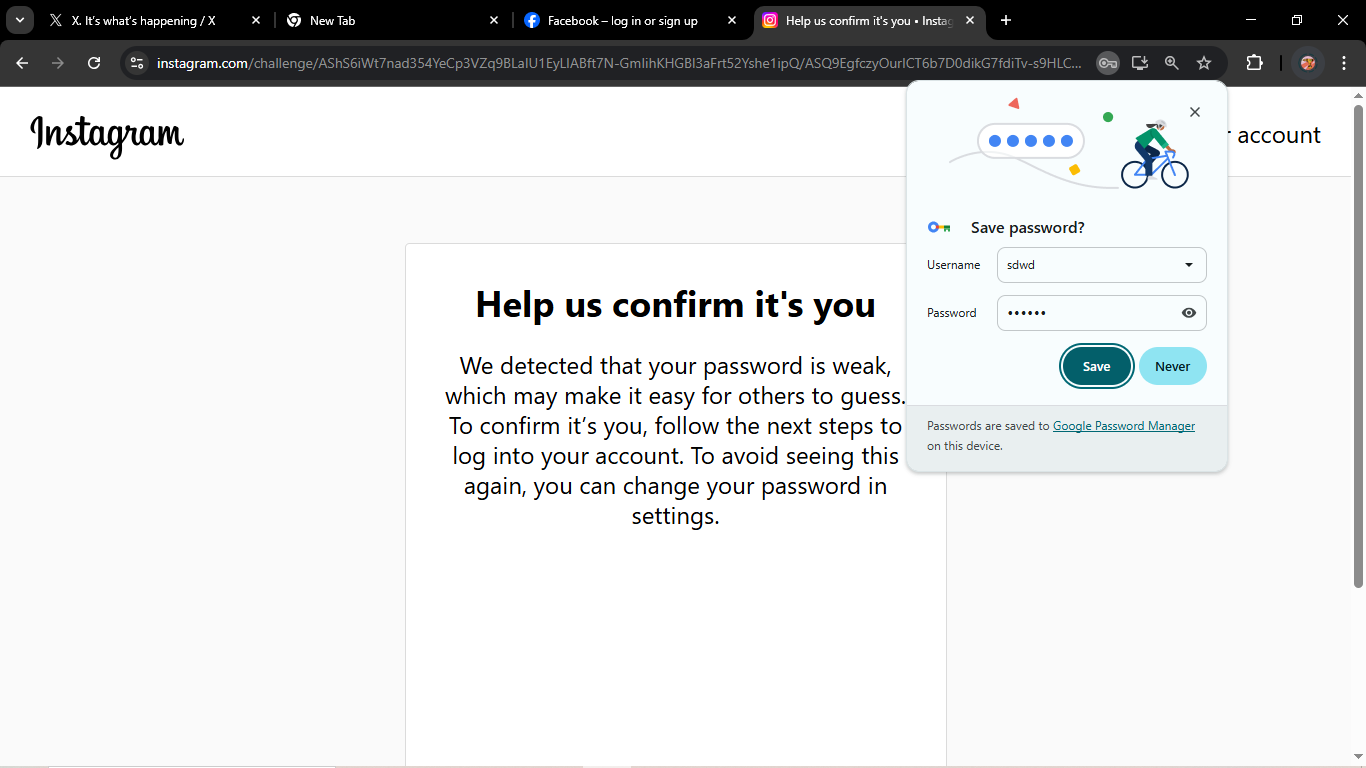 X. It's what's happening / X
New Tab
Facebook – log in or sign up
Help us confirm it's you • Instag
instagram.com/challenge/AShS6iWt7nad354YeCp3VZq9BLaIU1EyLIABft7N-GmIihKHGBI3aFrt52Yshe1ipQ/ASQ9EgfczyOurICT6b7D0dikG7fdiTv-s9HLC...
Instagram
account
Save password?
Username
sdwd
Password
••••••
Save
Never
Passwords are saved to Google Password Manager
on this device.
Help us confirm it's you
We detected that your password is weak,
which may make it easy for others to guess.
To confirm it’s you, follow the next steps to
log into your account. To avoid seeing this
again, you can change your password in
settings.